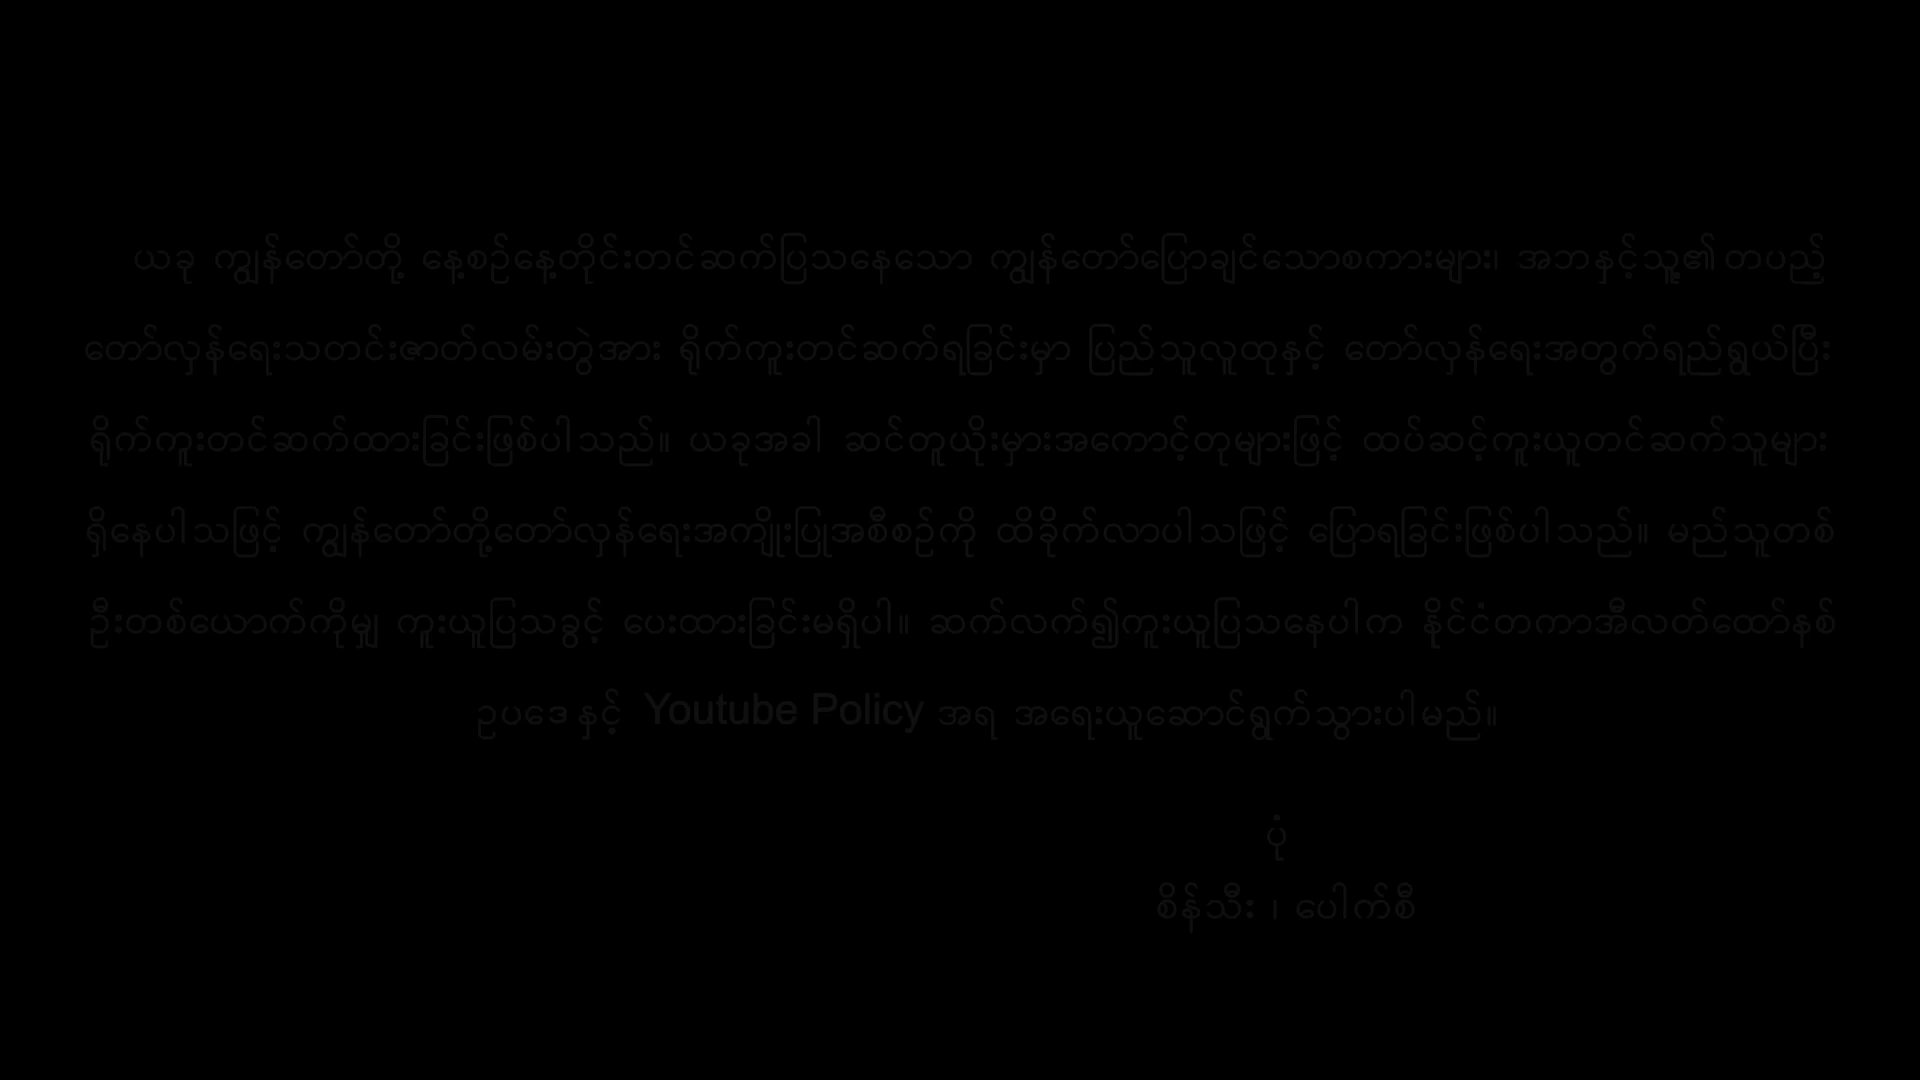 ယခု ကျွန်တော်တို့ နေ့စဉ်နေ့တိုင်းတင်ဆက်ပြသနေသော ကျွန်တော်ပြောချင်သောစကားများ၊ အဘနှင့်သူ၏ တပည့်
တော်လှန်ရေးသတင်းဇာတ်လမ်းတွဲအား ရိုက်ကူးတင်ဆက်ရခြင်းမှာ ပြည်သူလူထုနှင့် တော်လှန်ရေးအတွက်ရည်ရွယ်ပြီး
ရိုက်ကူးတင်ဆက်ထားခြင်းဖြစ်ပါသည်။ ယခုအခါ ဆင်တူယိုးမှားအကောင့်တုများဖြင့် ထပ်ဆင့်ကူးယူတင်ဆက်သူများ
ရှိနေပါသဖြင့် ကျွန်တော်တို့တော်လှန်ရေးအကျိုးပြုအစီစဉ်ကို ထိခိုက်လာပါသဖြင့် ပြောရခြင်းဖြစ်ပါသည်။ မည်သူတစ်
ဦးတစ်ယောက်ကိုမျှ ကူးယူပြသခွင့် ပေးထားခြင်းမရှိပါ။ ဆက်လက်၍ကူးယူပြသနေပါက နိုင်ငံတကာအီလတ်ထော်နစ်
ဥပဒေနှင့် Youtube Policy အရ အရေးယူဆောင်ရွက်သွားပါမည်။
ပုံ
စိန်သီး ၊ ပေါက်စီ